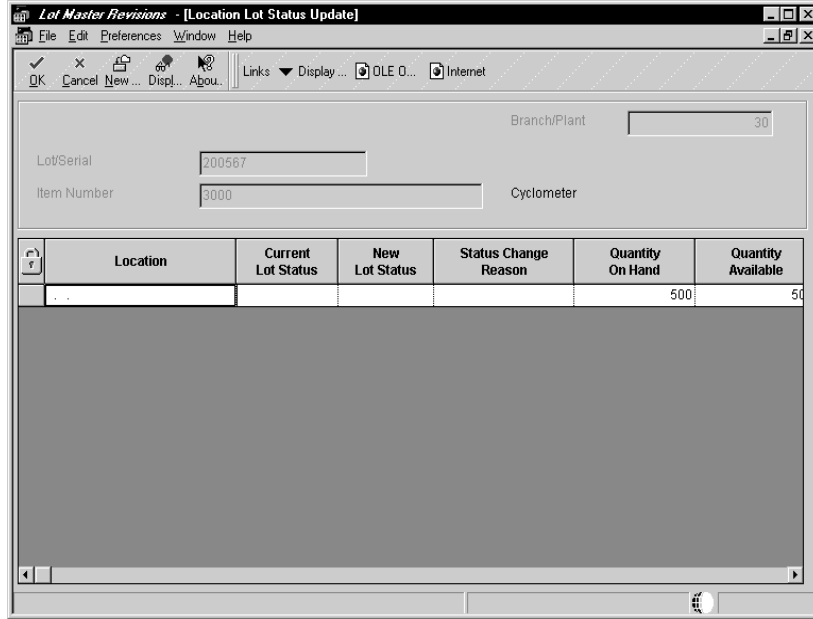 Lot Master Revisions - [Location Lot Status Update]
File Edit Preferences Window Help
OK Cancel New ... Displ... Abou.. Links Display ... OLE O... Internet
Branch/Plant 30
Lot/Serial 200567
Item Number 3000 Cyclometer
Location Current Lot Status New Lot Status Status Change Reason Quantity On Hand Quantity Available
. . 500 50